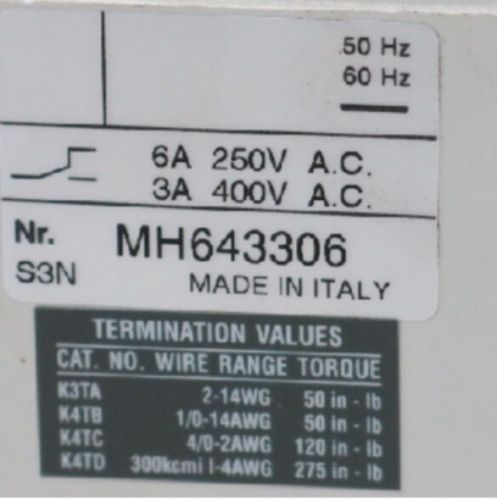 50 Hz
60 Hz
6A 250V A.C.
3A 400V A.C.
Nr. MH643306
S3N MADE IN ITALY
TERMINATION VALUES
CAT. NO. WIRE RANGE TORQUE
K3TA 2-14WG 50 in - lb
K4TB 1/0-14AWG 50 in - lb
K4TC 4/0-2AWG 120 in - lb
K4TD 300kcmi l-4AWG 275 in - lb